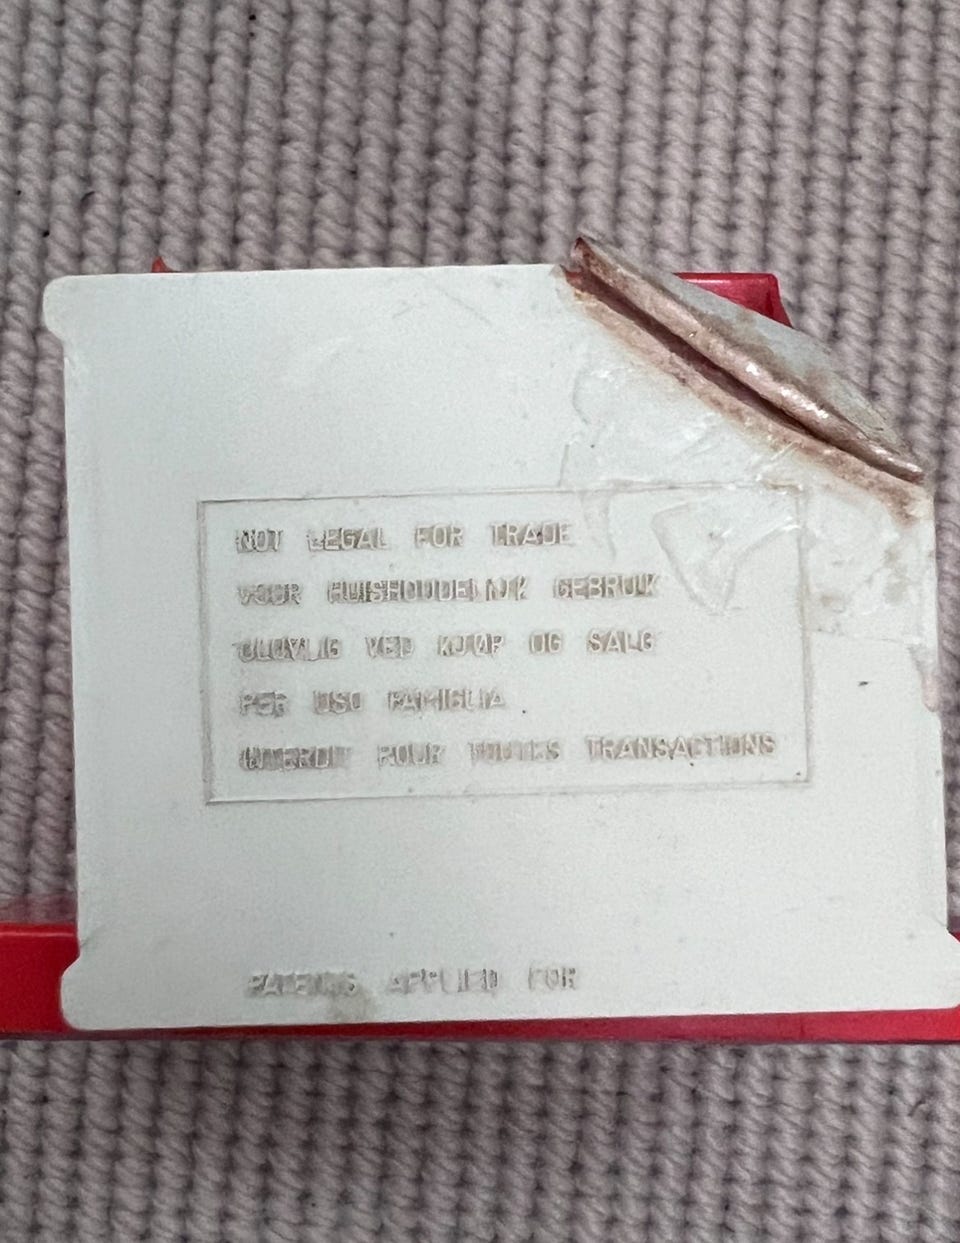 NOT LEGAL FOR TRADE
VOOR HUISHOUDELIJK GEBRUIK
ULOVLIG VED KJØP OG SALG
PER USO FAMIGLIA
INTERDIT POUR TOUTES TRANSACTIONS
PATENTS APPLIED FOR